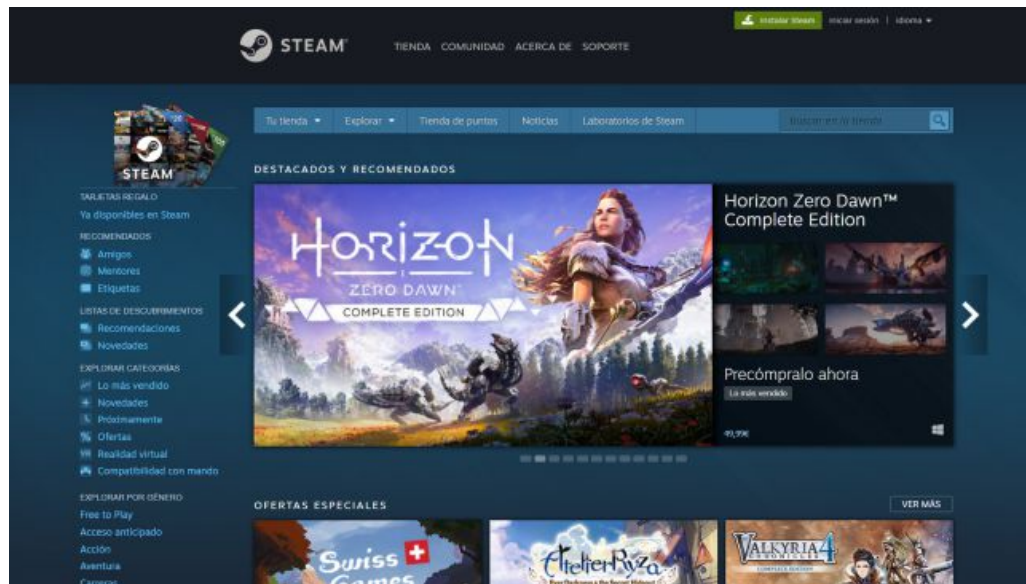 Instalar Steam iniciar sesión | idioma
STEAM
TIENDA COMUNIDAD ACERCA DE SOPORTE
Tu tienda Explorar Tienda de puntos Noticias Laboratorios de Steam
STEAM
TARJETAS REGALO
Ya disponibles en Steam
RECOMENDADOS
Amigos
Mentores
Etiquetas
LISTAS DE DESCUBRIMIENTOS
Recomendaciones
Novedades
EXPLORAR CATEGORÍAS
Lo más vendido
Novedades
Próximamente
Ofertas
Realidad virtual
Compatibilidad con mando
EXPLORAR POR GÉNERO
Free to Play
Acceso anticipado
Acción
Aventura
Carreras
DESTACADOS Y RECOMENDADOS
HORIZON
ZERO DAWN
COMPLETE EDITION
Horizon Zero Dawn™
Complete Edition
Precómpralo ahora
Lo más vendido
49,99€
OFERTAS ESPECIALES
VER MÁS
Swiss
Games
Atelier Ryza
VALKYRIA 4
CHRONICLES
COMPLETE EDITION